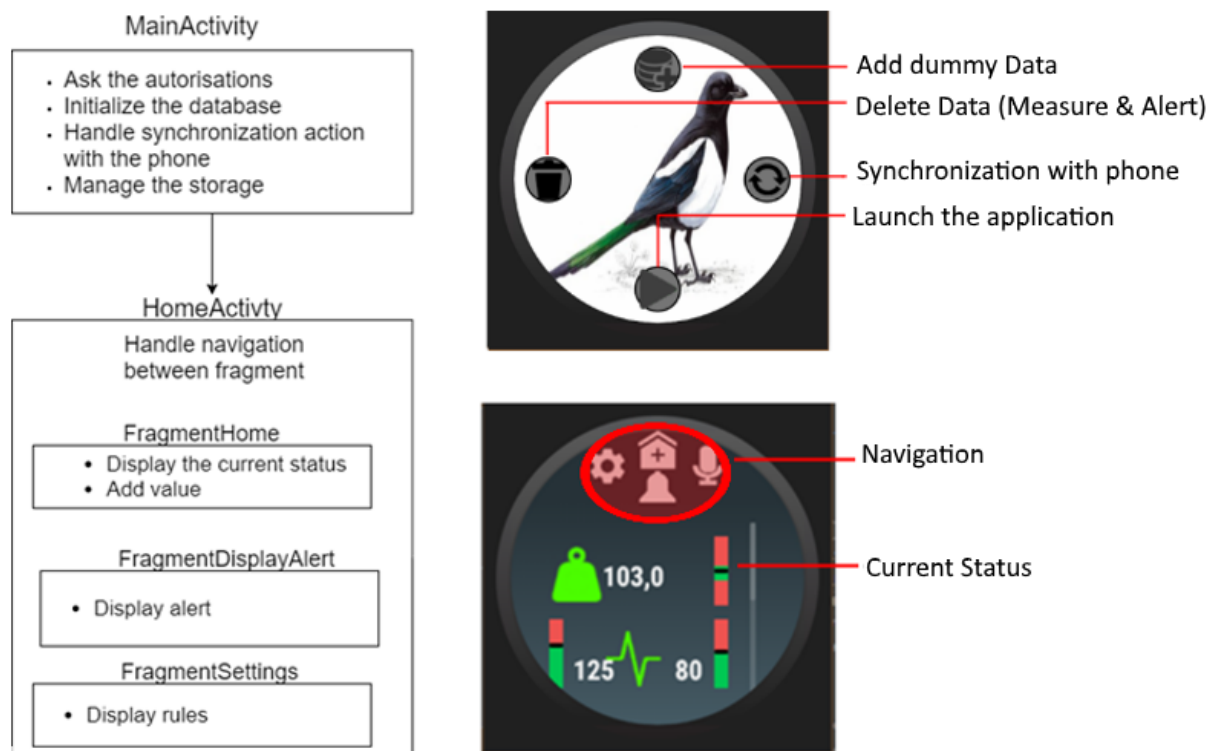 MainActivity
Ask the autorisations
Initialize the database
Handle synchronization action
with the phone
Manage the storage
HomeActivty
Handle navigation
between fragment
FragmentHome
Display the current status
Add value
FragmentDisplayAlert
Display alert
FragmentSettings
Display rules
Add dummy Data
Delete Data (Measure & Alert)
Synchronization with phone
Launch the application
Navigation
103,0
Current Status
125 80